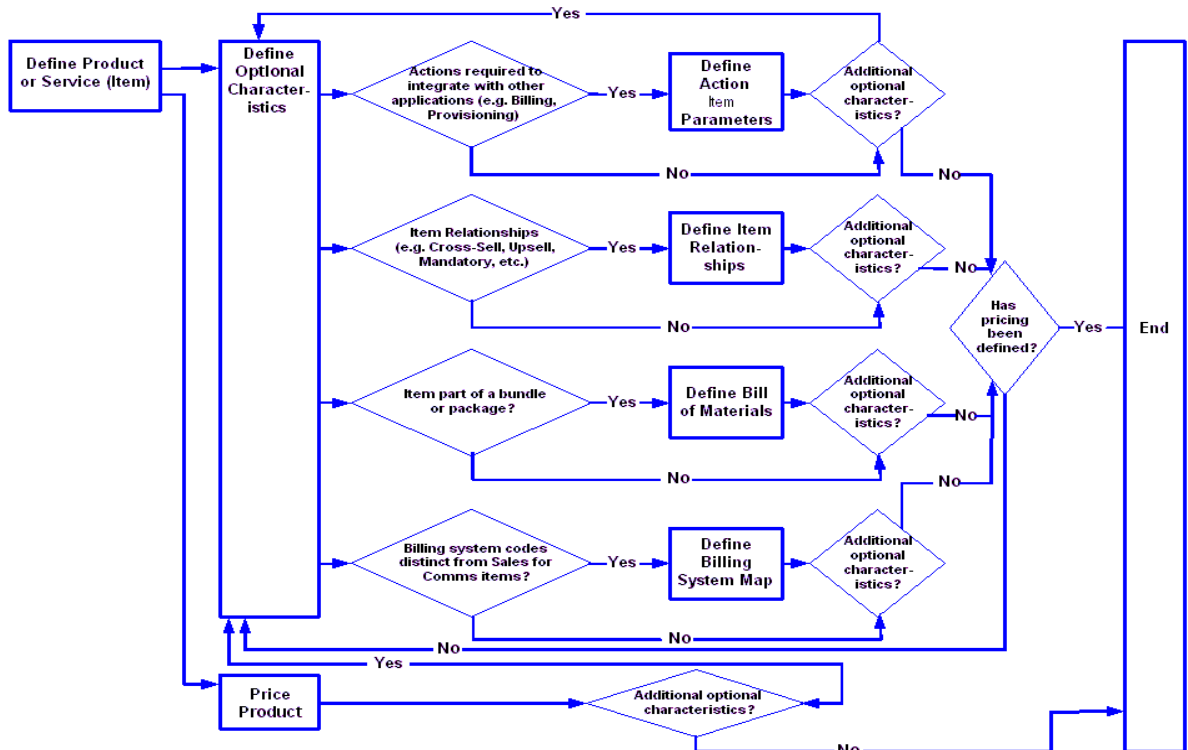 Yes
Define Product
or Service (Item)
Define
Optional
Character-
istics
Actions required to
integrate with other
applications (e.g. Billing,
Provisioning)
Yes
Define
Action
Item
Parameters
Additional
optional
character-
istics?
No
No
Item Relationships
(e.g. Cross-Sell, Upsell,
Mandatory, etc.)
Yes
Define Item
Relation-
ships
Additional
optional
character-
istics?
No
No
Has
pricing
been
defined?
Yes
End
Item part of a bundle
or package?
Yes
Define Bill
of Materials
Additional
optional
character-
istics?
No
No
No
Billing system codes
distinct from Sales for
Comms items?
Yes
Define
Billing
System Map
Additional
optional
character-
istics?
No
No
Yes
Price
Product
Additional optional
characteristics?
No